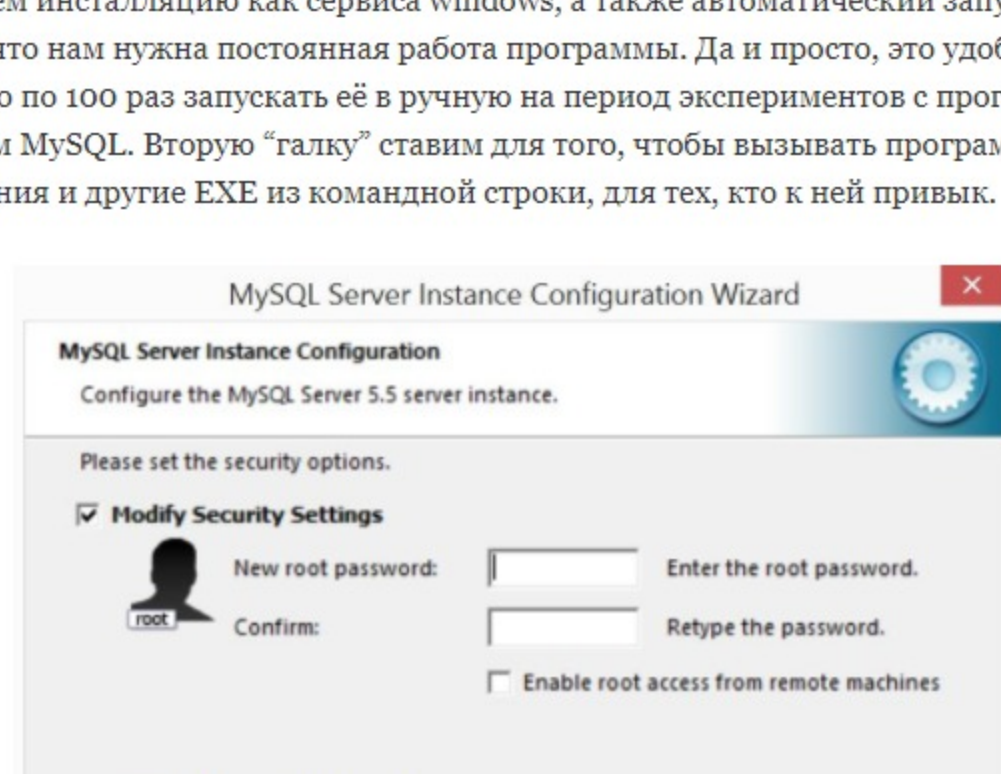 ем инсталляцию как сервиса windows, а также автоматический запу
что нам нужна постоянная работа программы. Да и просто, это удоб
о по 100 раз запускать её в ручную на период экспериментов с прог
м MySQL. Вторую “галку” ставим для того, чтобы вызывать програм
ния и другие EXE из командной строки, для тех, кто к ней привык.
MySQL Server Instance Configuration Wizard
MySQL Server Instance Configuration
Configure the MySQL Server 5.5 server instance.
Please set the security options.
Modify Security Settings
New root password: Enter the root password.
root
Confirm: Retype the password.
Enable root access from remote machines